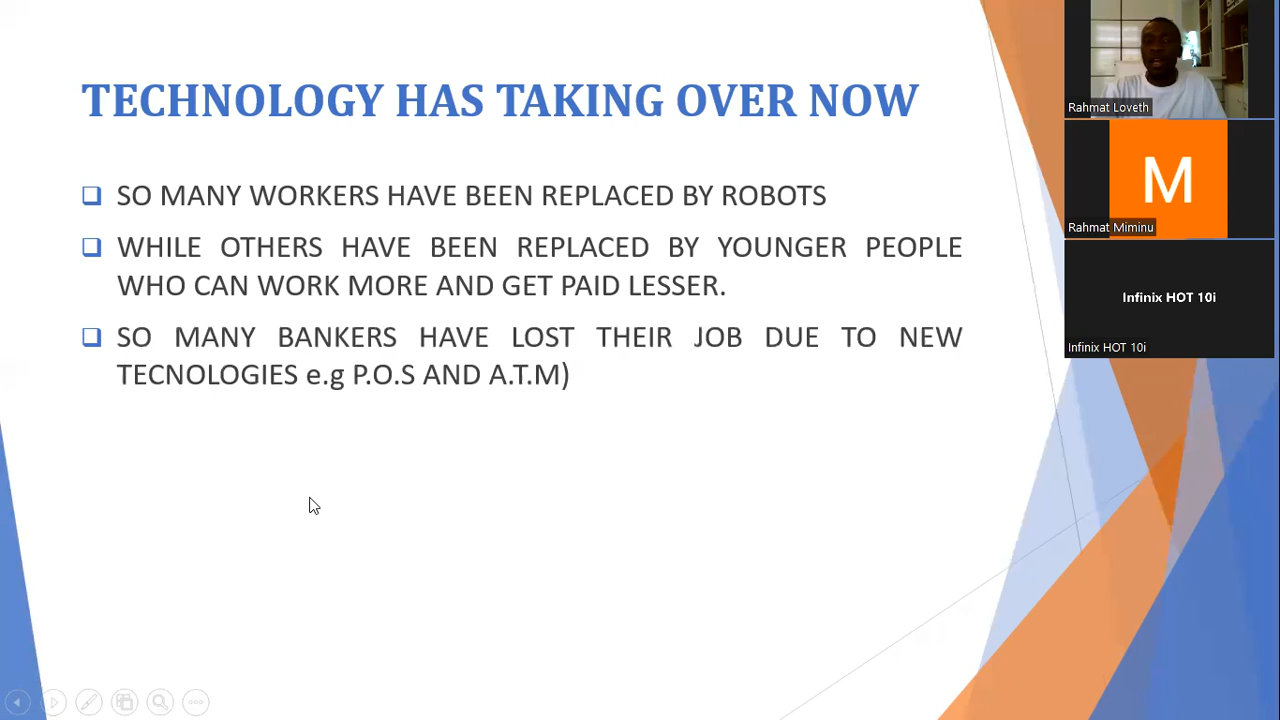 TECHNOLOGY HAS TAKING OVER NOW
SO MANY WORKERS HAVE BEEN REPLACED BY ROBOTS
WHILE OTHERS HAVE BEEN REPLACED BY YOUNGER PEOPLE
WHO CAN WORK MORE AND GET PAID LESSER.
SO MANY BANKERS HAVE LOST THEIR JOB DUE TO NEW
TECNOLOGIES e.g P.O.S AND A.T.M)
Rahmat Loveth
M
Rahmat Miminu
Infinix HOT 10i
Infinix HOT 10i